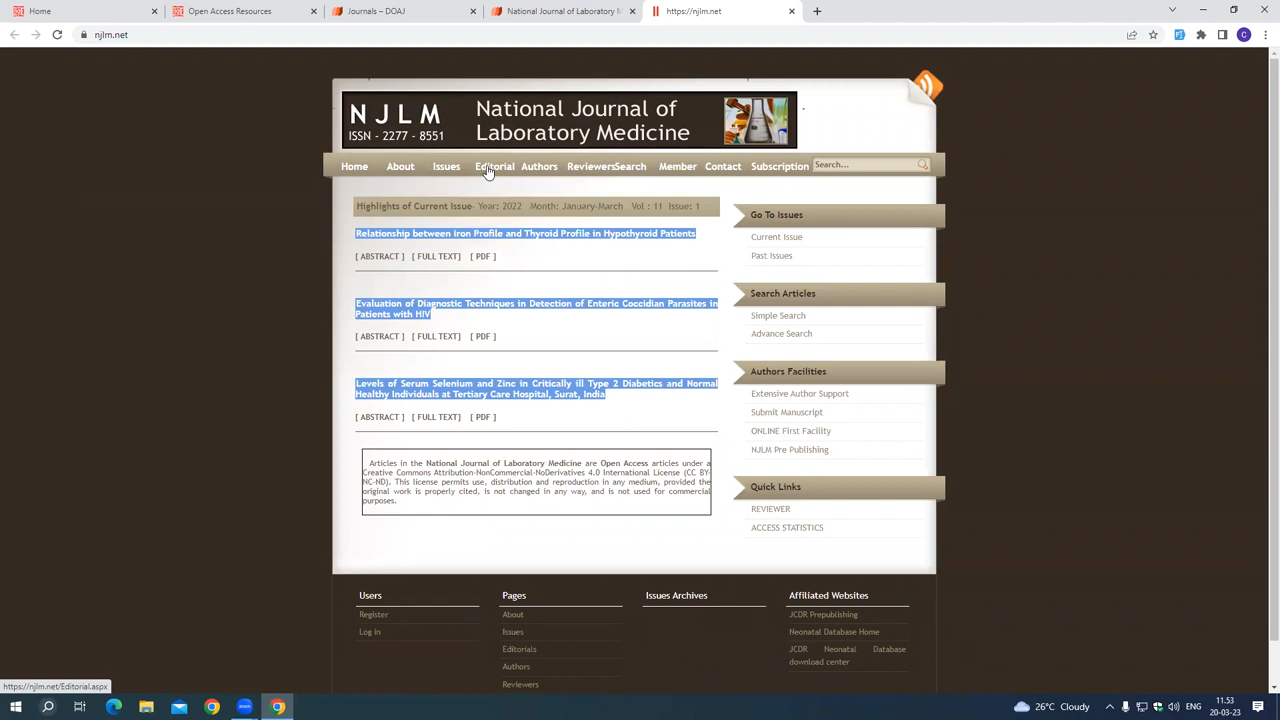 Home
Open Access Resources
Journals – DOAJ
National Journal of Laboratory M
https://njlm.net
njlm.net
C
NJLM
ISSN - 2277 - 8551
National Journal of
Laboratory Medicine
Home About Issues Editorial Authors Reviewers Search Member Contact Subscription Search...
Highlights of Current Issue- Year: 2022 Month: January-March Vol : 11 Issue: 1
Relationship between Iron Profile and Thyroid Profile in Hypothyroid Patients
[ ABSTRACT ] [ FULL TEXT] [ PDF ]
Evaluation of Diagnostic Techniques in Detection of Enteric Coccidian Parasites in
Patients with HIV
[ ABSTRACT ] [ FULL TEXT] [ PDF ]
Levels of Serum Selenium and Zinc in Critically ill Type 2 Diabetics and Normal
Healthy Individuals at Tertiary Care Hospital, Surat, India
[ ABSTRACT ] [ FULL TEXT] [ PDF ]
Articles in the National Journal of Laboratory Medicine are Open Access articles under a
Creative Commons Attribution-NonCommercial-NoDerivatives 4.0 International License (CC BY-
NC-ND). This license permits use, distribution and reproduction in any medium, provided the
original work is properly cited, is not changed in any way, and is not used for commercial
purposes.
Go To Issues
Current Issue
Past Issues
Search Articles
Simple Search
Advance Search
Authors Facilities
Extensive Author Support
Submit Manuscript
ONLINE First Facility
NJLM Pre Publishing
Quick Links
REVIEWER
ACCESS STATISTICS
Users
Register
Log In
Pages
About
Issues
Editorials
Authors
Reviewers
Issues Archives
Affiliated Websites
JCDR Prepublishing
Neonatal Database Home
JCDR Neonatal Database
download center
https://njlm.net/Editorial.aspx
zoom
26°C Cloudy
11.53
20-03-23